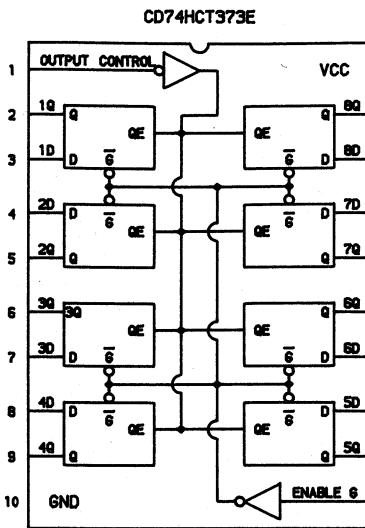 CD74HCT373E
1 OUTPUT CONTROL VCC
2 1Q Q QE QE Q 8Q
3 1D D G G D 8D
4 2D D G G D 7D
5 2Q Q QE QE Q 7Q
6 3Q 3Q QE QE Q 6Q
7 3D D G G D 6D
8 4D D G G D 5D
9 4Q Q QE QE Q 5Q
10 GND ENABLE G